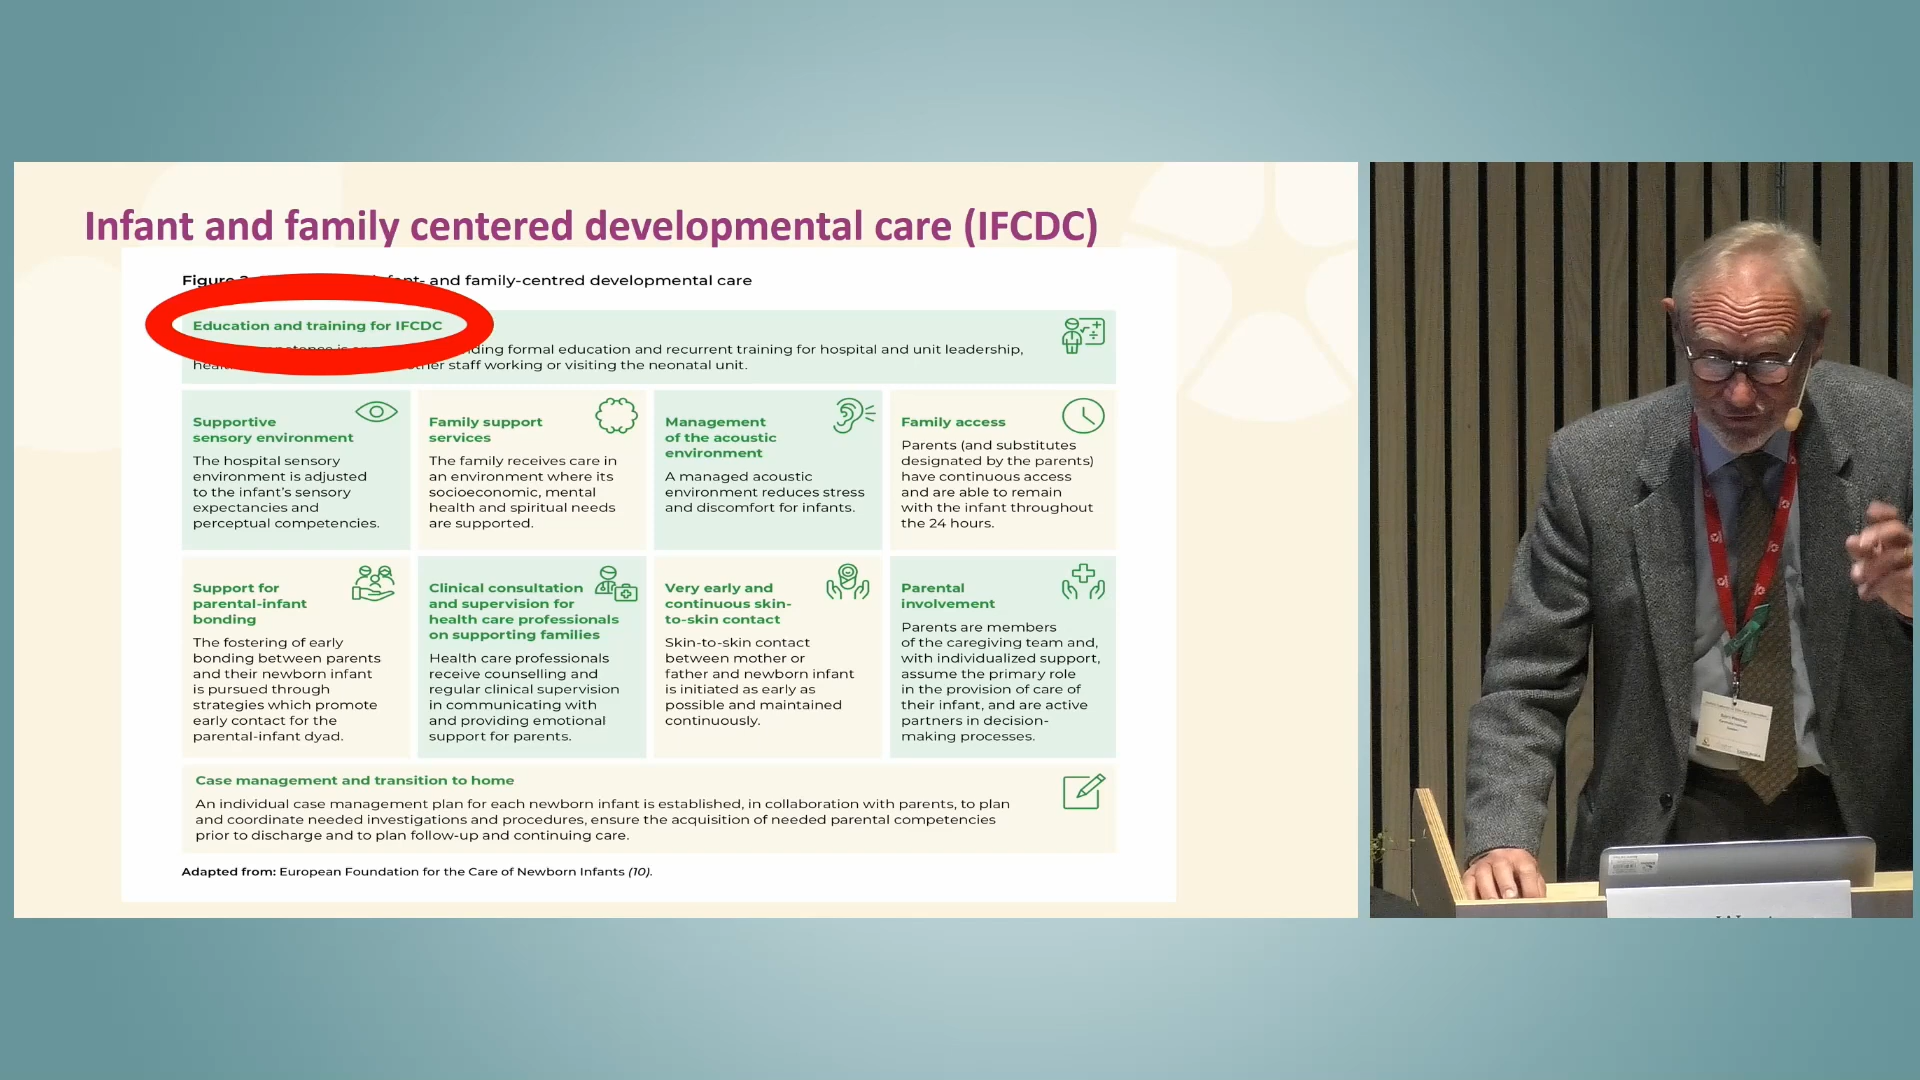 Infant and family centered developmental care (IFCDC)
and family-centred developmental care
Education and training for IFCDC
formal education and recurrent training for hospital and unit leadership,
staff working or visiting the neonatal unit.
Supportive
sensory environment
The hospital sensory
environment is adjusted
to the infant's sensory
expectancies and
perceptual competencies.
Family support
services
The family receives care in
an environment where its
socioeconomic, mental
health and spiritual needs
are supported.
Management
of the acoustic
environment
A managed acoustic
environment reduces stress
and discomfort for infants.
Family access
Parents (and substitutes
designated by the parents)
have continuous access
and are able to remain
with the infant throughout
the 24 hours.
Support for
parental-infant
bonding
The fostering of early
bonding between parents
and their newborn infant
is pursued through
strategies which promote
early contact for the
parental-infant dyad.
Clinical consultation
and supervision for
health care professionals
on supporting families
Health care professionals
receive counselling and
regular clinical supervision
in communicating with
and providing emotional
support for parents.
Very early and
continuous skin-
to-skin contact
Skin-to-skin contact
between mother or
father and newborn infant
is initiated as early as
possible and maintained
continuously.
Parental
involvement
Parents are members
of the caregiving team and,
with individualized support,
assume the primary role
in the provision of care of
their infant, and are active
partners in decision-
making processes.
Case management and transition to home
An individual case management plan for each newborn infant is established, in collaboration with parents, to plan
and coordinate needed investigations and procedures, ensure the acquisition of needed parental competencies
prior to discharge and to plan follow-up and continuing care.
Adapted from: European Foundation for the Care of Newborn Infants (10).